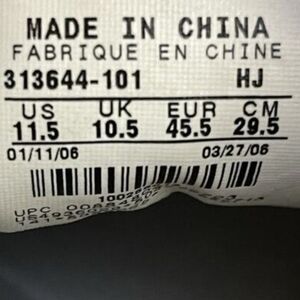 MADE IN CHINA
FABRIQUE EN CHINE
313644-101 HJ
US UK EUR CM
11.5 10.5 45.5 29.5
01/11/06 03/27/06
UPC